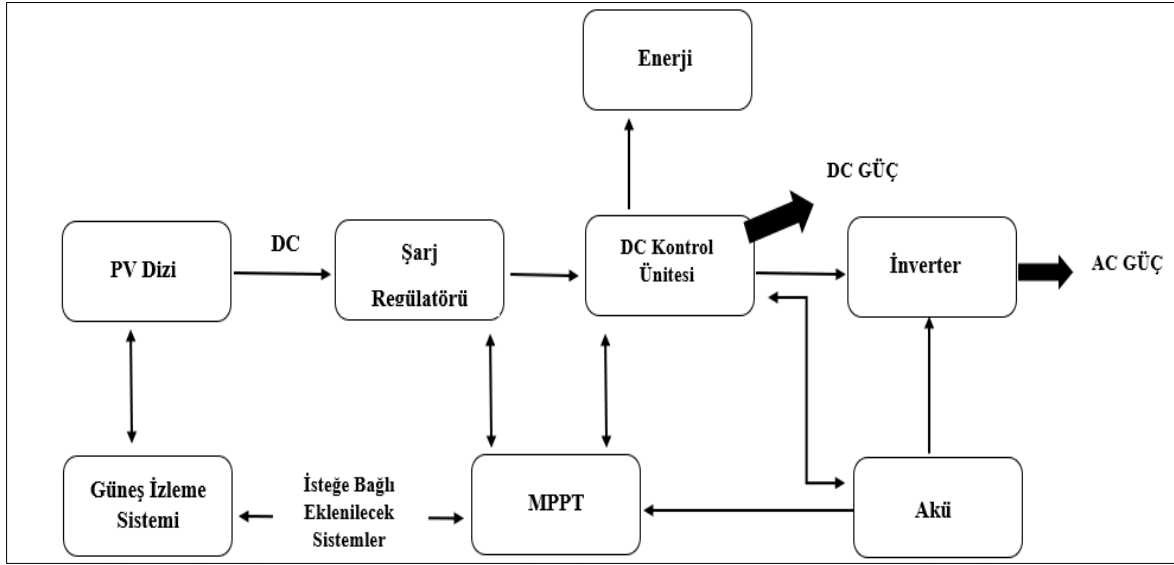 Enerji
DC GÜÇ
PV Dizi
DC
Şarj
Regülatörü
DC Kontrol
Ünitesi
İnverter
AC GÜÇ
Güneş İzleme
Sistemi
İsteğe Bağlı
Eklenilecek
Sistemler
MPPT
Akü